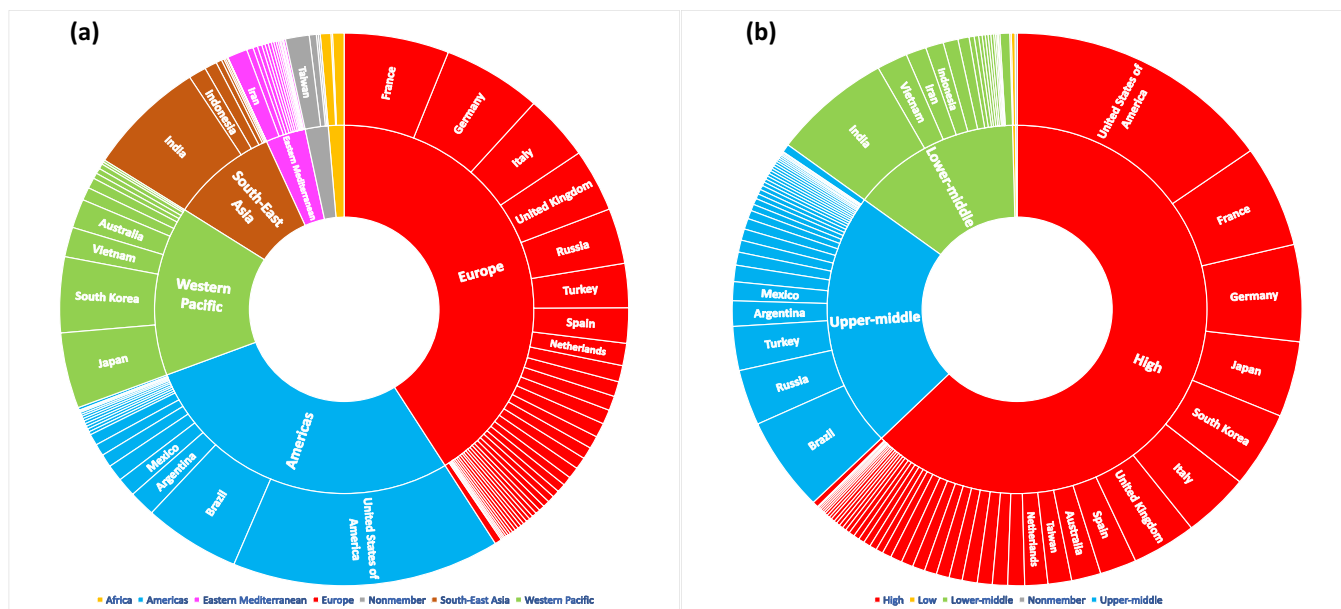 (a)
France
Germany
Italy
United Kingdom
Russia
Turkey
Spain
Netherlands
Europe
United States of
America
Brazil
Argentina
Mexico
Americas
Japan
South Korea
Vietnam
Australia
Western
Pacific
India
Indonesia
South-East
Asia
Iran
Eastern Mediterranean
Taiwan
Africa
Americas
Eastern Mediterranean
Europe
Nonmember
South-East Asia
Western Pacific
(b)
United States of
America
France
Germany
Japan
South Korea
Italy
United Kingdom
Spain
Australia
Taiwan
Netherlands
High
Brazil
Russia
Turkey
Argentina
Mexico
Upper-middle
India
Vietnam
Iran
Indonesia
Lower-middle
High
Low
Lower-middle
Nonmember
Upper-middle